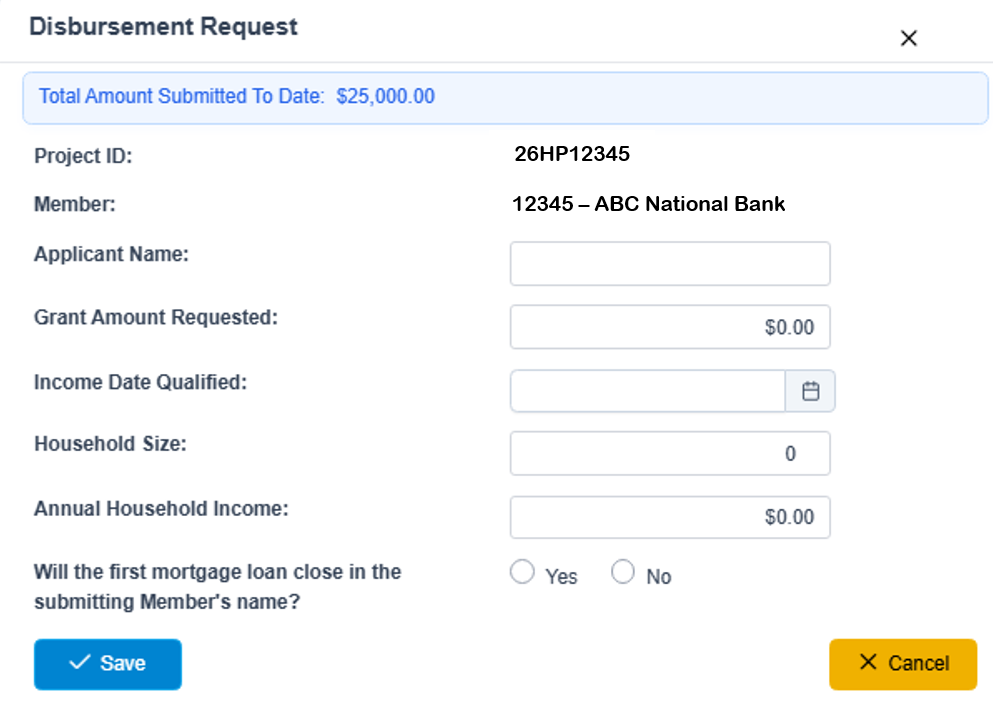 Disbursement Request
Total Amount Submitted To Date: $25,000.00
Project ID: 26HP12345
Member: 12345 – ABC National Bank
Applicant Name:
Grant Amount Requested: $0.00
Income Date Qualified:
Household Size: 0
Annual Household Income: $0.00
Will the first mortgage loan close in the
submitting Member's name?
Yes No
Save Cancel